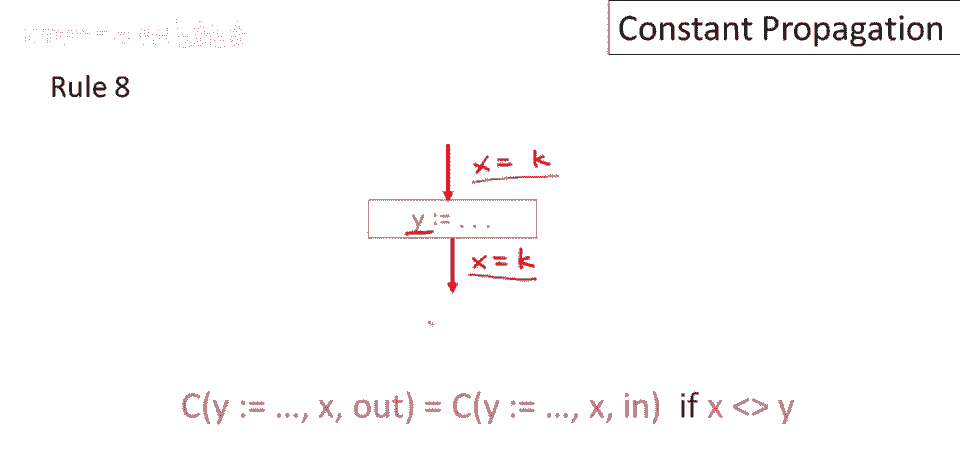 Constant Propagation
Rule 8
x = k
y := . . .
x = k
C(y := ..., x, out) = C(y := ..., x, in) if x <> y